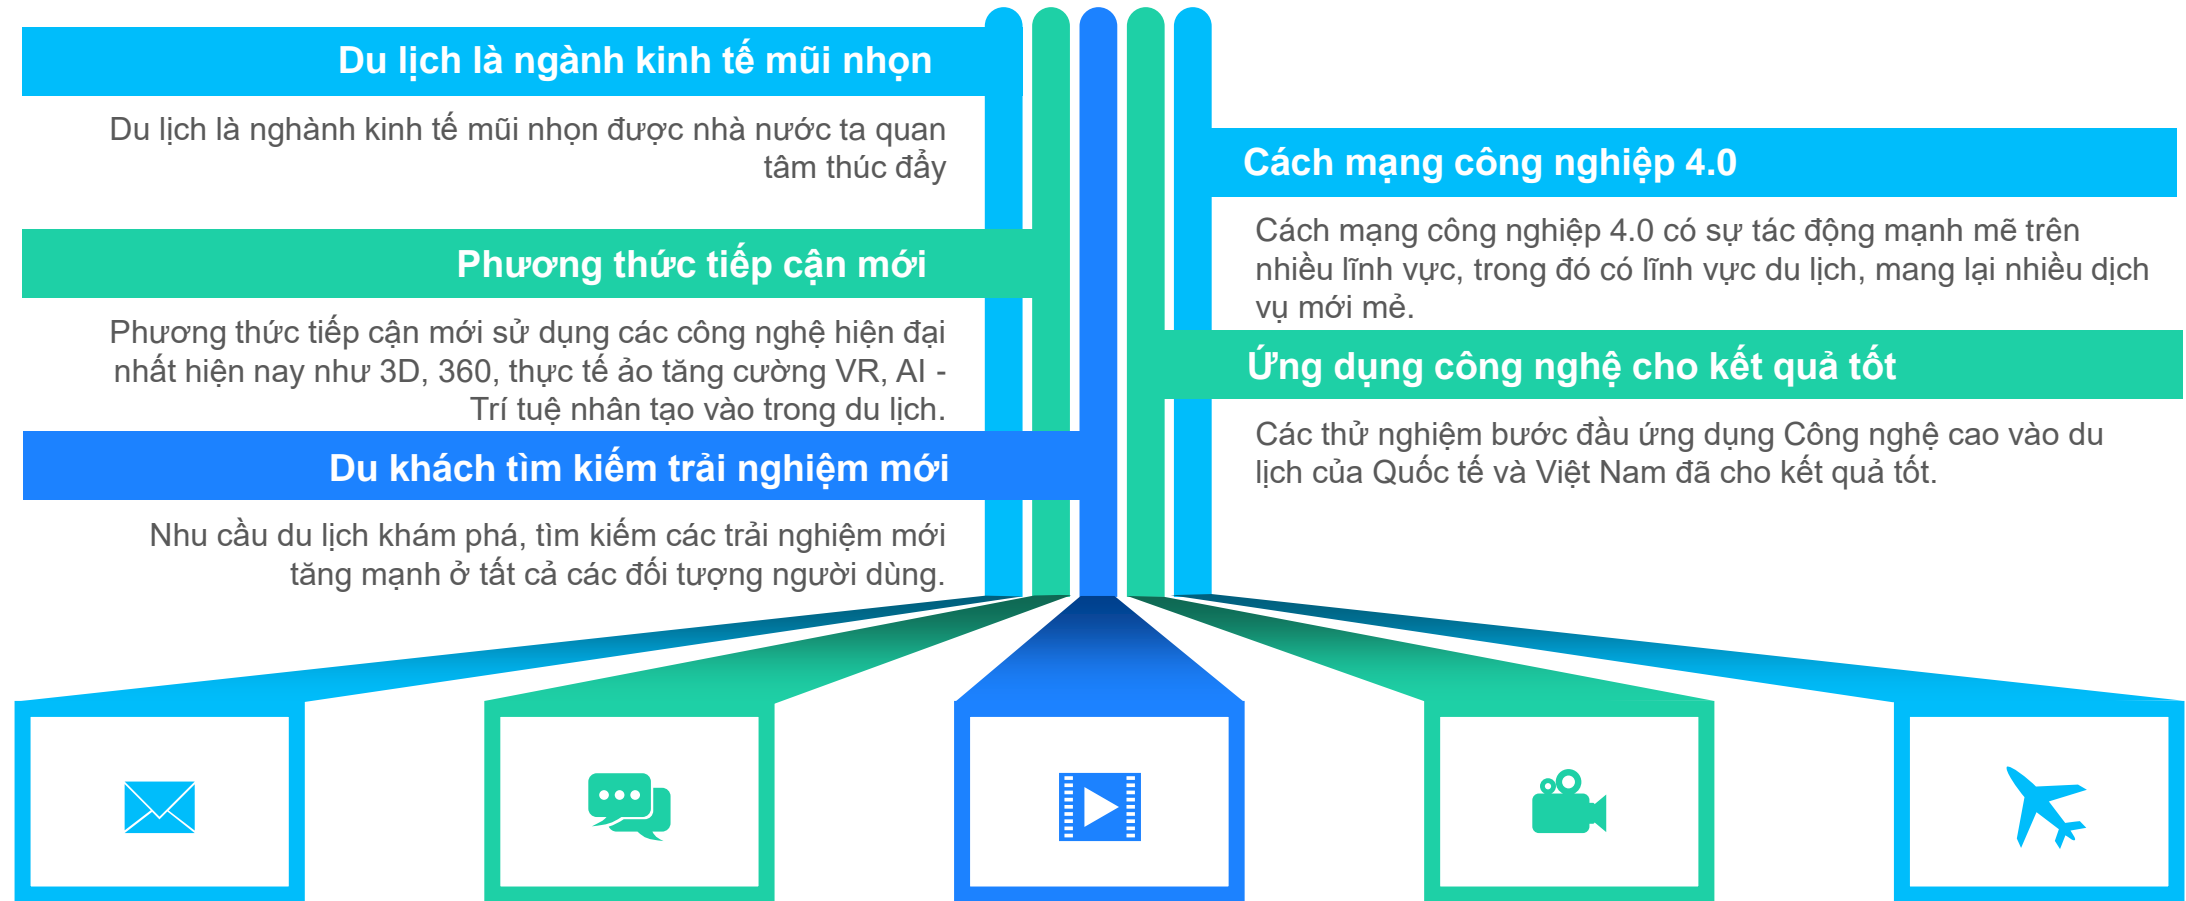 Du lịch là ngành kinh tế mũi nhọn
Du lịch là nghành kinh tế mũi nhọn được nhà nước ta quan
tâm thúc đẩy
Phương thức tiếp cận mới
Phương thức tiếp cận mới sử dụng các công nghệ hiện đại
nhất hiện nay như 3D, 360, thực tế ảo tăng cường VR, AI -
Trí tuệ nhân tạo vào trong du lịch.
Du khách tìm kiếm trải nghiệm mới
Nhu cầu du lịch khám phá, tìm kiếm các trải nghiệm mới
tăng mạnh ở tất cả các đối tượng người dùng.
Cách mạng công nghiệp 4.0
Cách mạng công nghiệp 4.0 có sự tác động mạnh mẽ trên
nhiều lĩnh vực, trong đó có lĩnh vực du lịch, mang lại nhiều dịch
vụ mới mẻ.
Ứng dụng công nghệ cho kết quả tốt
Các thử nghiệm bước đầu ứng dụng Công nghệ cao vào du
lịch của Quốc tế và Việt Nam đã cho kết quả tốt.